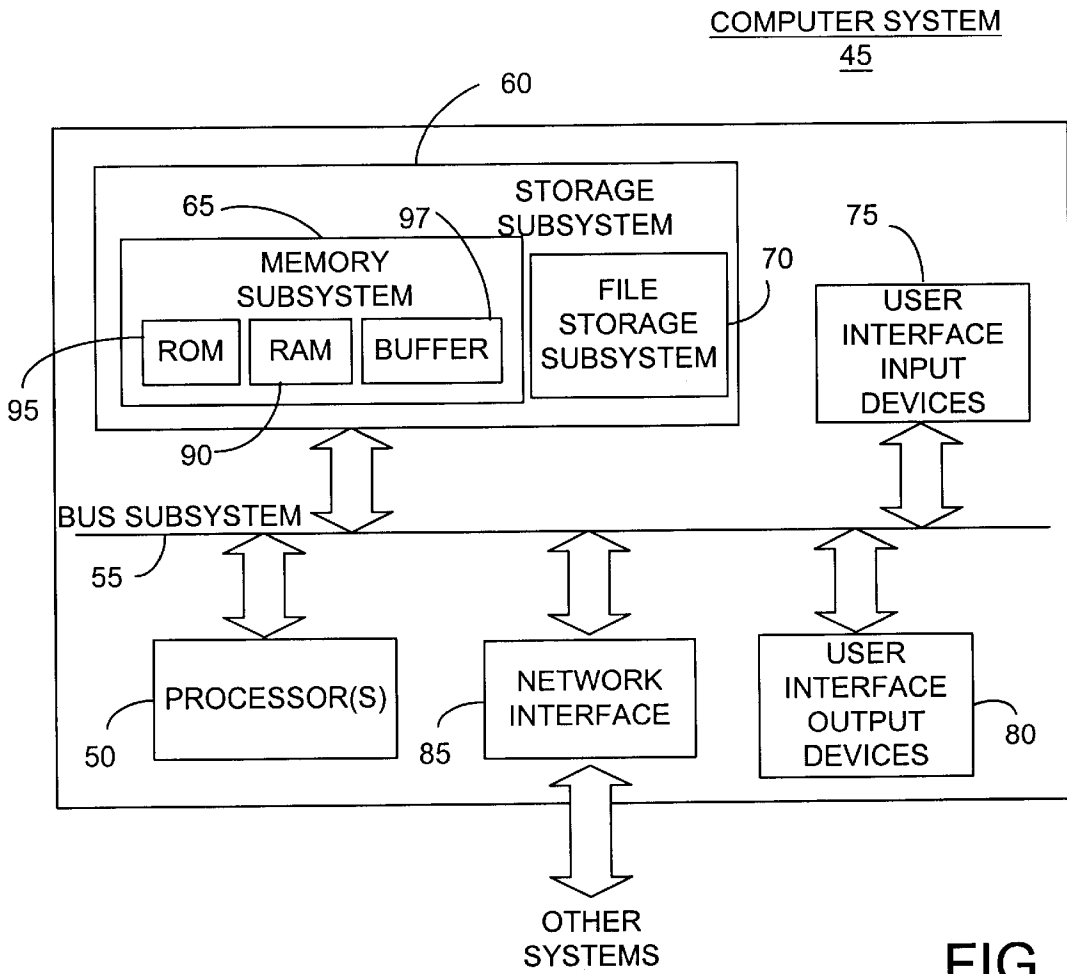 COMPUTER SYSTEM
45
60
STORAGE
SUBSYSTEM
65
97
MEMORY
SUBSYSTEM
ROM
RAM
BUFFER
FILE
STORAGE
SUBSYSTEM
70
75
USER
INTERFACE
INPUT
DEVICES
95
90
BUS SUBSYSTEM
55
PROCESSOR(S)
50
NETWORK
INTERFACE
85
USER
INTERFACE
OUTPUT
DEVICES
80
OTHER
SYSTEMS
FIG